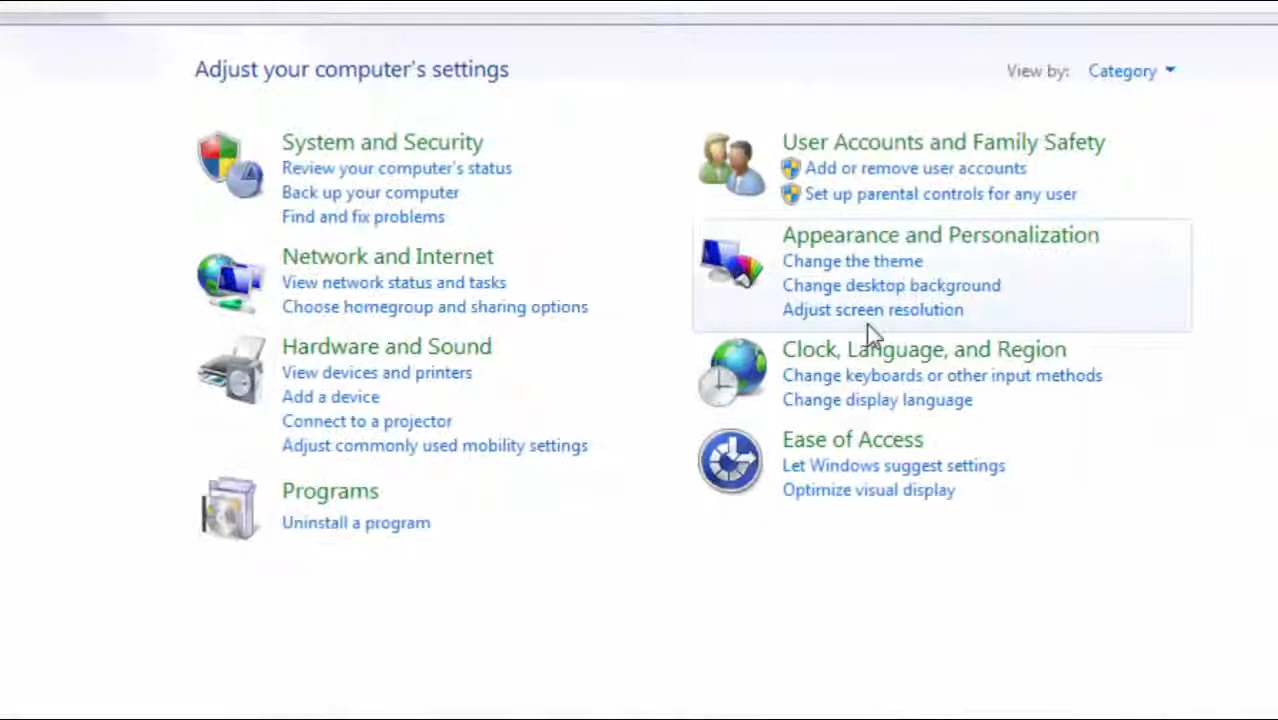 Adjust your computer's settings
View by: Category
System and Security
Review your computer's status
Back up your computer
Find and fix problems
Network and Internet
View network status and tasks
Choose homegroup and sharing options
Hardware and Sound
View devices and printers
Add a device
Connect to a projector
Adjust commonly used mobility settings
Programs
Uninstall a program
User Accounts and Family Safety
Add or remove user accounts
Set up parental controls for any user
Appearance and Personalization
Change the theme
Change desktop background
Adjust screen resolution
Clock, Language, and Region
Change keyboards or other input methods
Change display language
Ease of Access
Let Windows suggest settings
Optimize visual display